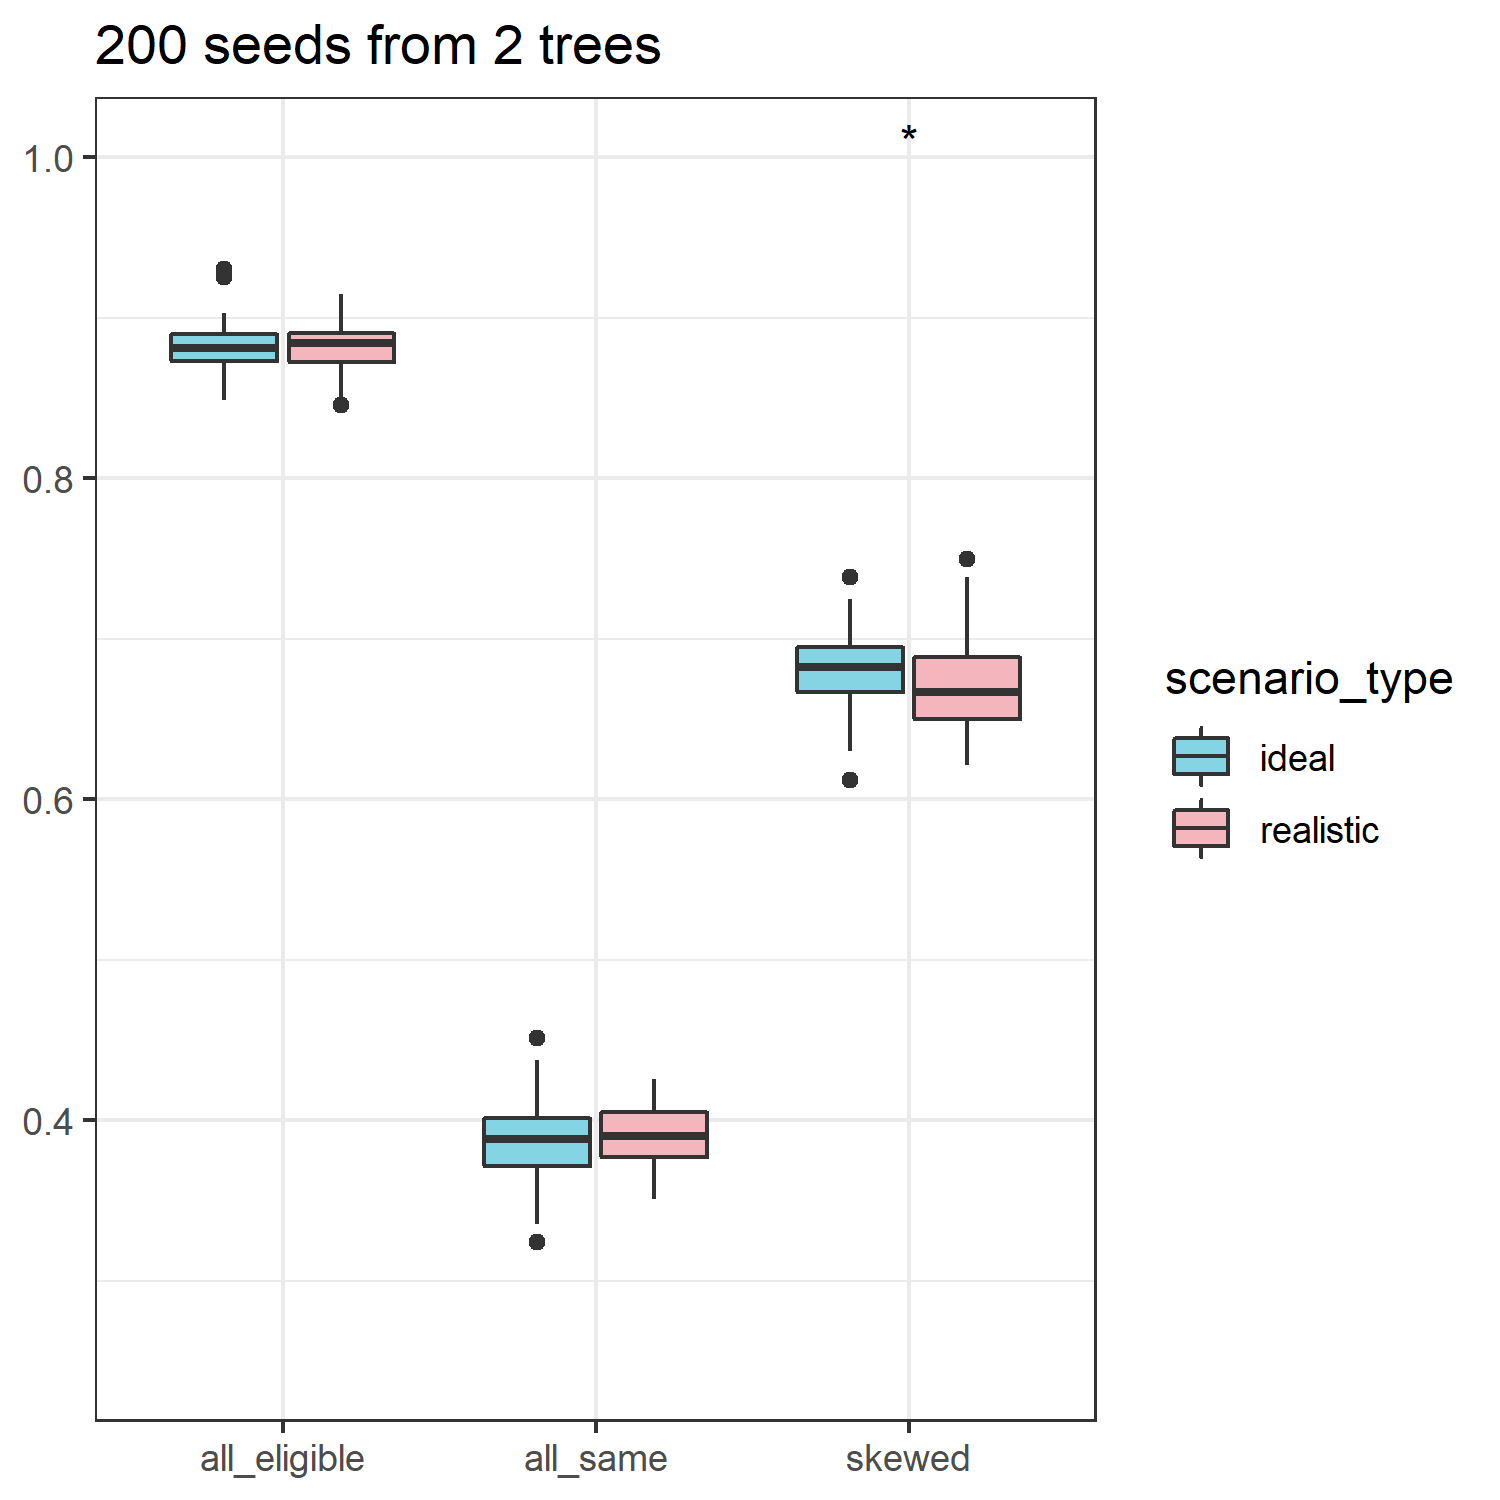 200 seeds from 2 trees
*
1.0
0.8
0.6
0.4
all_eligible
all_same
skewed
scenario_type
ideal
realistic